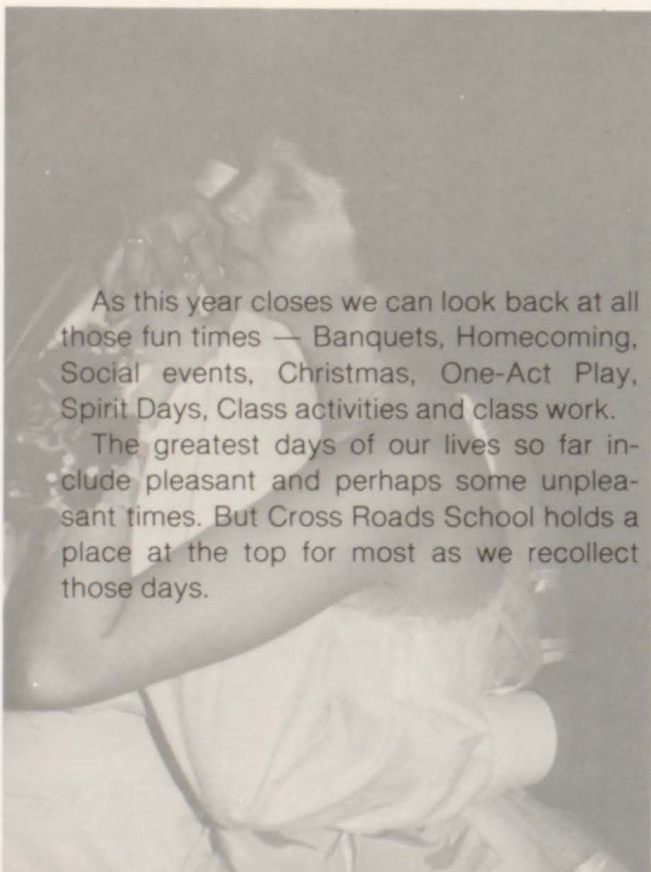 As this year closes we can look back at all
those fun times — Banquets, Homecoming,
Social events, Christmas, One-Act Play,
Spirit Days, Class activities and class work.
The greatest days of our lives so far in-
clude pleasant and perhaps some unplea-
sant times. But Cross Roads School holds a
place at the top for most as we recollect
those days.